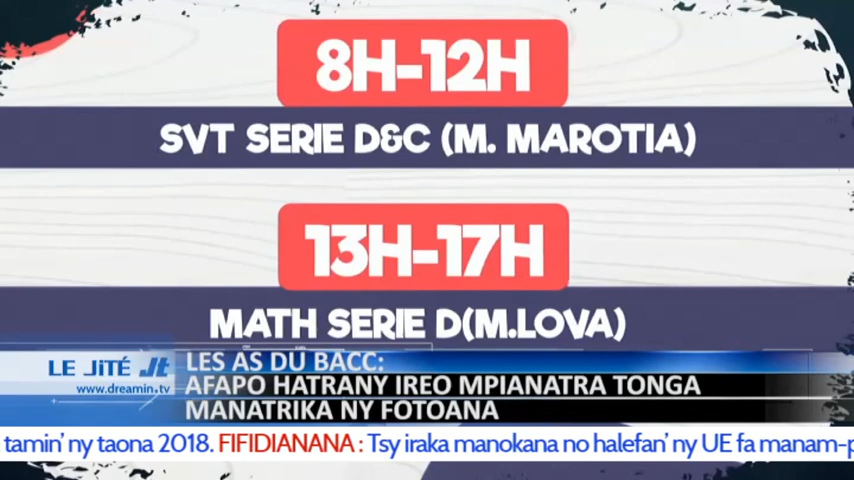 8H-12H
SVT SERIE D&C (M. MAROTIA)
13H-17H
MATH SERIE D(M.LOVA)
LE JiTÉ Jt
www.dreamin.tv
LES AS DU BACC:
AFAPO HATRANY IREO MPIANATRA TONGA
MANATRIKA NY FOTOANA
tamin' ny taona 2018. FIFIDIANANA : Tsy iraka manokana no halefan' ny UE fa manam-p